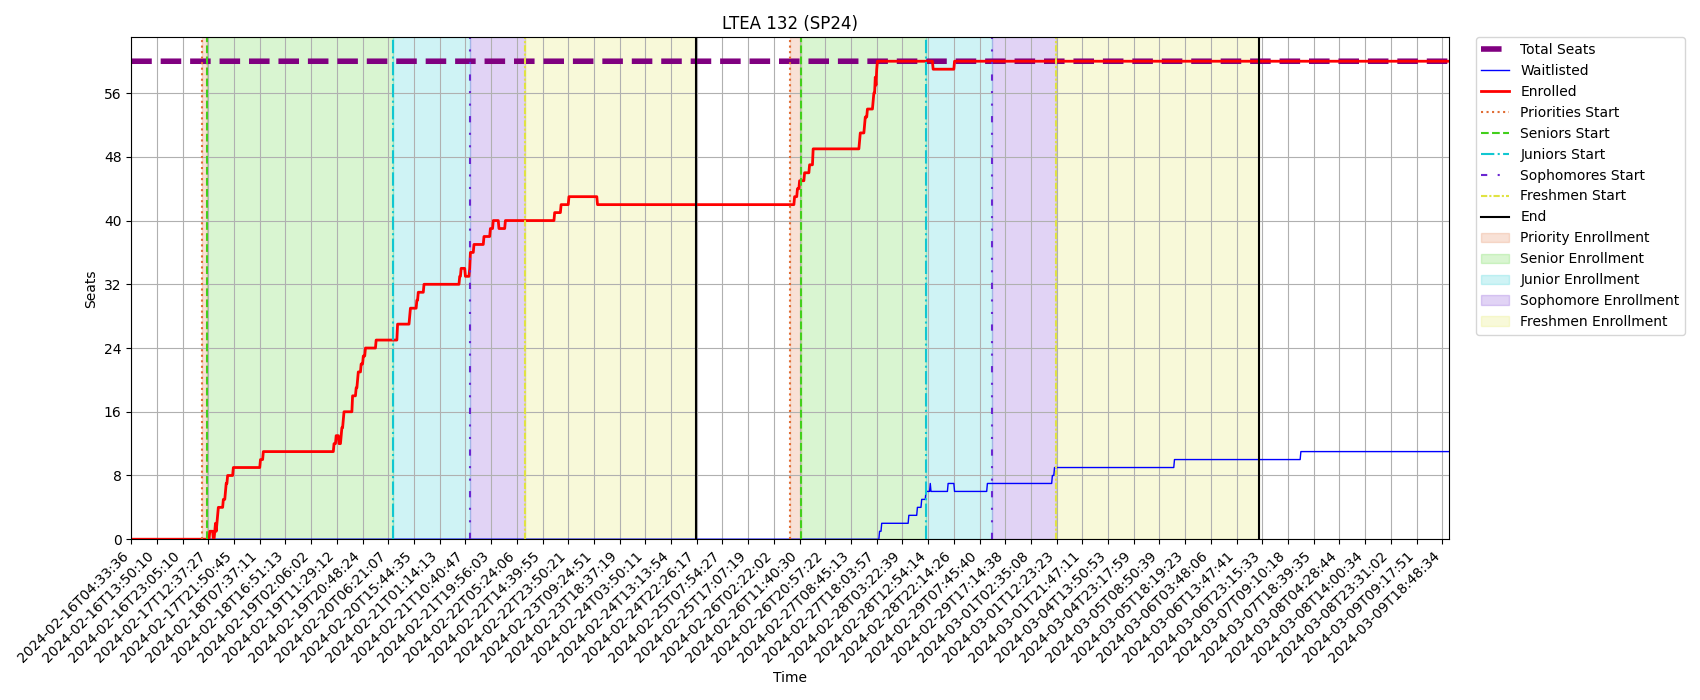 LTEA 132 (SP24)
Total Seats
Waitlisted
Enrolled
Priorities Start
Seniors Start
Juniors Start
Sophomores Start
Freshmen Start
End
Priority Enrollment
Senior Enrollment
Junior Enrollment
Sophomore Enrollment
Freshmen Enrollment
Seats
56
48
40
32
24
16
8
0
2024-02-16T04:33:36
2024-02-16T13:50:10
2024-02-16T23:05:10
2024-02-17T12:37:27
2024-02-17T21:50:45
2024-02-18T07:37:11
2024-02-18T16:51:13
2024-02-19T02:06:02
2024-02-19T11:29:12
2024-02-19T20:48:24
2024-02-20T06:21:07
2024-02-20T15:44:35
2024-02-21T01:14:13
2024-02-21T10:40:47
2024-02-21T19:56:03
2024-02-22T05:24:06
2024-02-22T14:39:55
2024-02-22T23:50:21
2024-02-23T09:24:51
2024-02-23T18:37:19
2024-02-24T03:50:11
2024-02-24T13:13:54
2024-02-24T22:26:17
2024-02-25T07:54:27
2024-02-25T17:07:19
2024-02-26T02:22:02
2024-02-26T11:40:30
2024-02-26T20:57:22
2024-02-27T08:45:13
2024-02-27T18:03:57
2024-02-28T03:22:39
2024-02-28T12:54:14
2024-02-28T22:14:26
2024-02-29T07:45:40
2024-02-29T17:14:38
2024-03-01T02:35:08
2024-03-01T12:23:23
2024-03-01T21:47:11
2024-03-04T13:50:53
2024-03-04T23:17:59
2024-03-05T08:50:39
2024-03-05T18:19:23
2024-03-06T03:48:06
2024-03-06T13:47:41
2024-03-06T23:15:33
2024-03-07T09:10:18
2024-03-07T18:39:35
2024-03-08T04:28:44
2024-03-08T14:00:34
2024-03-08T23:31:02
2024-03-09T09:17:51
2024-03-09T18:48:34
Time